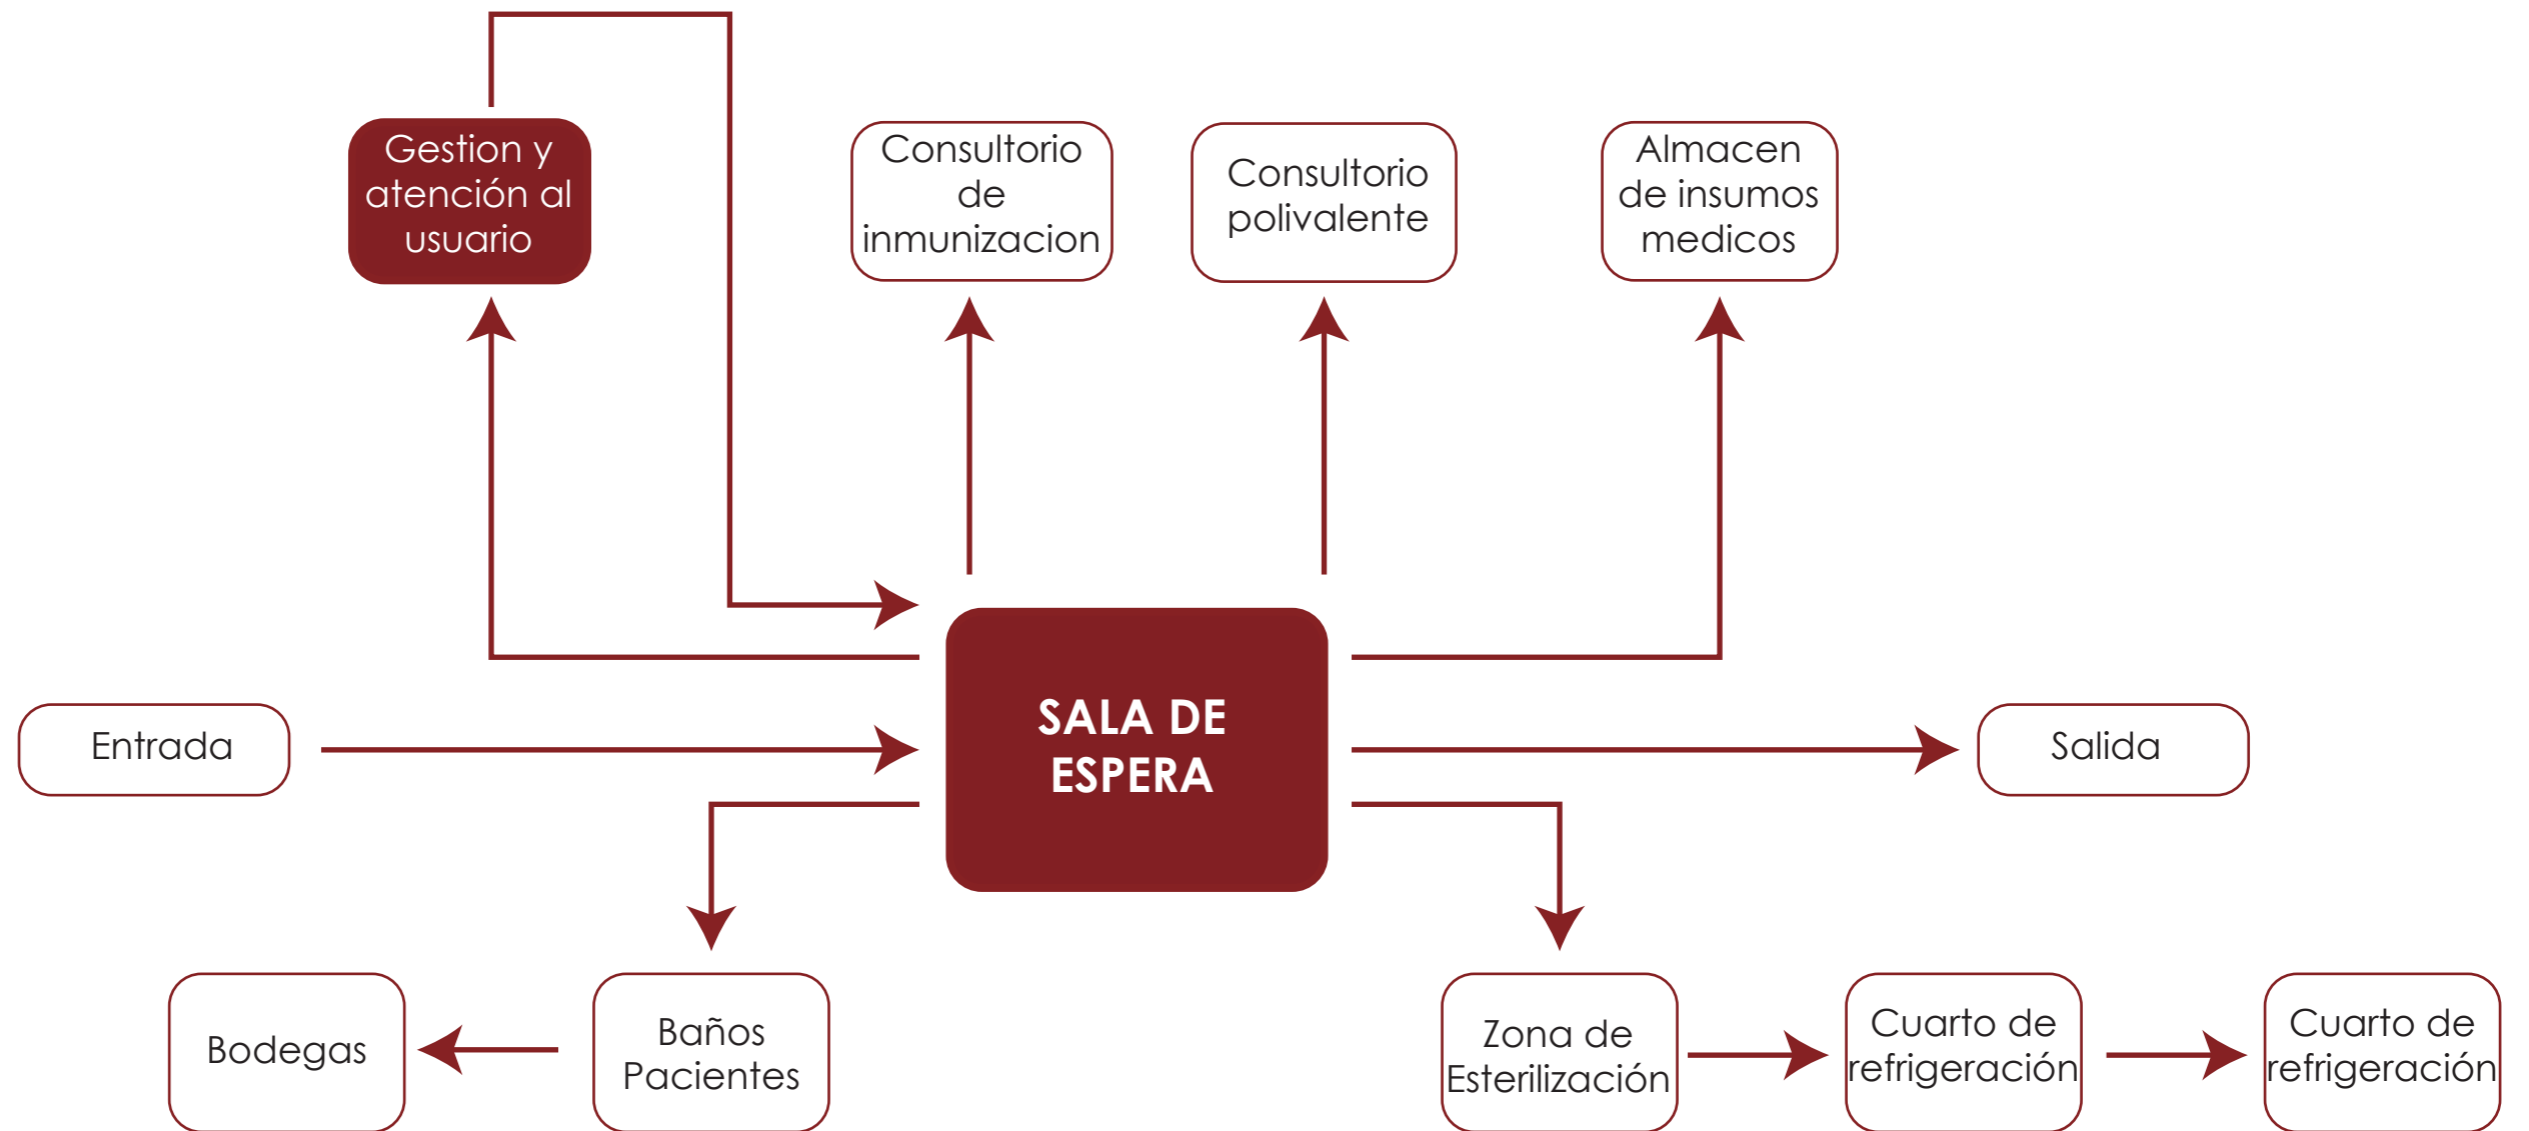 Gestion y
atención al
usuario
Consultorio
de
inmunizacion
Consultorio
polivalente
Almacen
de insumos
medicos
SALA DE
ESPERA
Entrada
Salida
Bodegas
Baños
Pacientes
Zona de
Esterilización
Cuarto de
refrigeración
Cuarto de
refrigeración